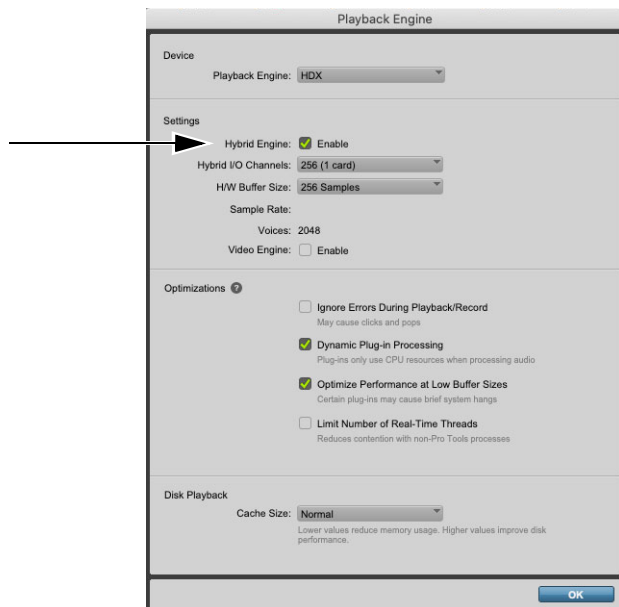 Playback Engine
Device
Playback Engine: HDX
Settings
Hybrid Engine: Enable
Hybrid I/O Channels: 256 (1 card)
H/W Buffer Size: 256 Samples
Sample Rate:
Voices: 2048
Video Engine: Enable
Optimizations ?
Ignore Errors During Playback/Record
May cause clicks and pops
Dynamic Plug-in Processing
Plug-ins only use CPU resources when processing audio
Optimize Performance at Low Buffer Sizes
Certain plug-ins may cause brief system hangs
Limit Number of Real-Time Threads
Reduces contention with non-Pro Tools processes
Disk Playback
Cache Size: Normal
Lower values reduce memory usage. Higher values improve disk
performance.
OK